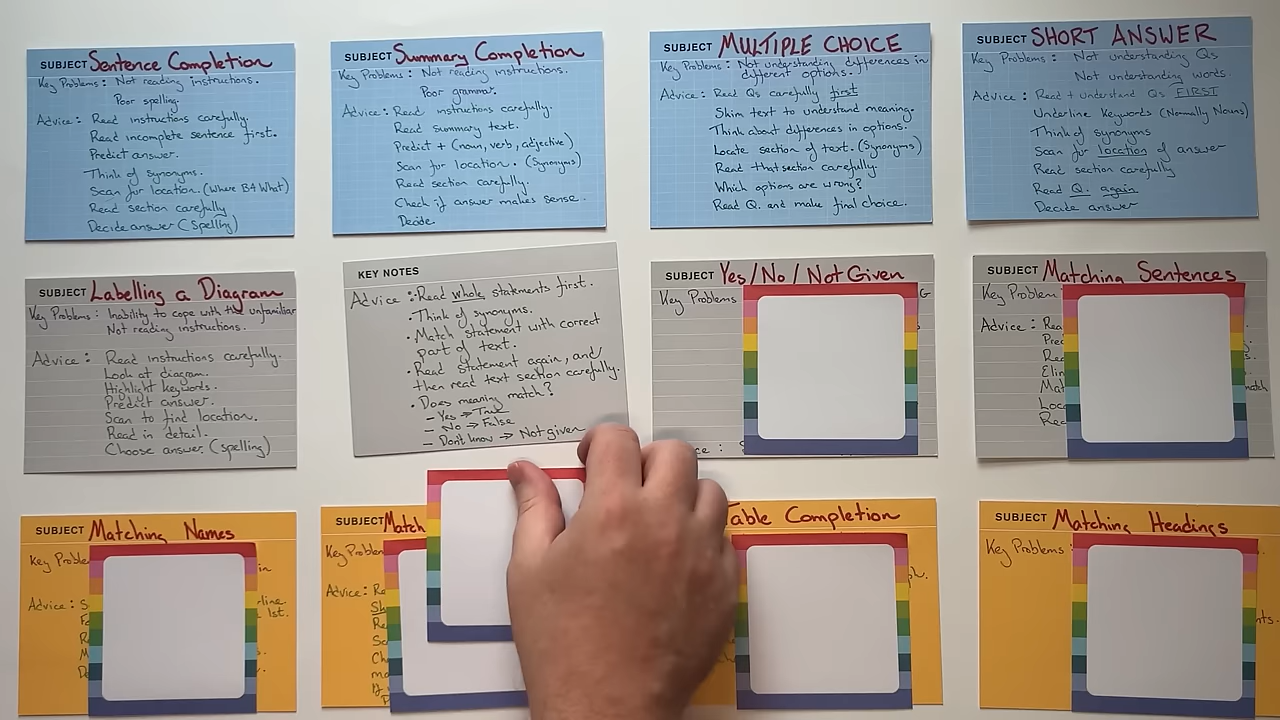 SUBJECT Sentence Completion
Key Problems: Not reading instructions.
Poor spelling.
Advice: Read instructions carefully.
Read incomplete sentence first.
Predict answer.
Think of synonyms.
Scan for location. (Where B4 What)
Read section carefully
Decide answer (Spelling)
SUBJECT Summary Completion
Key Problems: Not reading instructions.
Poor grammar.
Advice: Read instructions carefully.
Read summary text.
Predict + (noun, verb, adjective)
Scan for location. (Synonyms)
Read section carefully.
Check if answer makes sense.
Decide
SUBJECT MULTIPLE CHOICE
Key Problems: Not understanding differences in
different options.
Advice: Read Qs carefully first
Skim text to understand meaning.
Think about differences in options.
Locate section of text. (Synonyms)
Read that section carefully
Which options are wrong?
Read Q. and make final choice.
SUBJECT SHORT ANSWER
Key Problems: Not understanding Qs
Not understanding words.
Advice: Read + understand Qs FIRST
Underline keywords (Normally Nouns)
Think of synonyms
Scan for location of answer
Read section carefully
Read Q. again
Decide answer
SUBJECT Labelling a Diagram
Key Problems: Inability to cope with the unfamiliar
Not reading instructions.
Advice: Read instructions carefully.
Look at diagram.
Highlight keywords.
Predict answer.
Scan to find location.
Read in detail.
Choose answer (spelling)
KEY NOTES
Advice: • Read whole statements first.
• Think of synonyms.
• Match statement with correct
part of text.
• Read statement again, and
then read text section carefully.
• Does meaning match?
– Yes → True
– No → False
– Don't know → Not given
SUBJECT Yes/No/Not Given
Key Problems
SUBJECT Matching Sentences
Key Problem
Advice:
SUBJECT Matching Names
Key Proble
Advice:
SUBJECT Match
Key Problem
Advice:
Table Completion
SUBJECT Matching Headings
Key Problems: